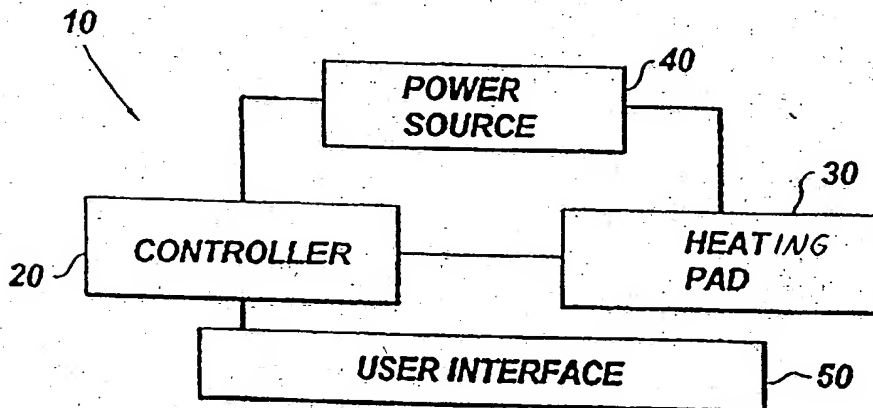 10
POWER
SOURCE
40
30
CONTROLLER
20
HEATING
PAD
USER INTERFACE
50